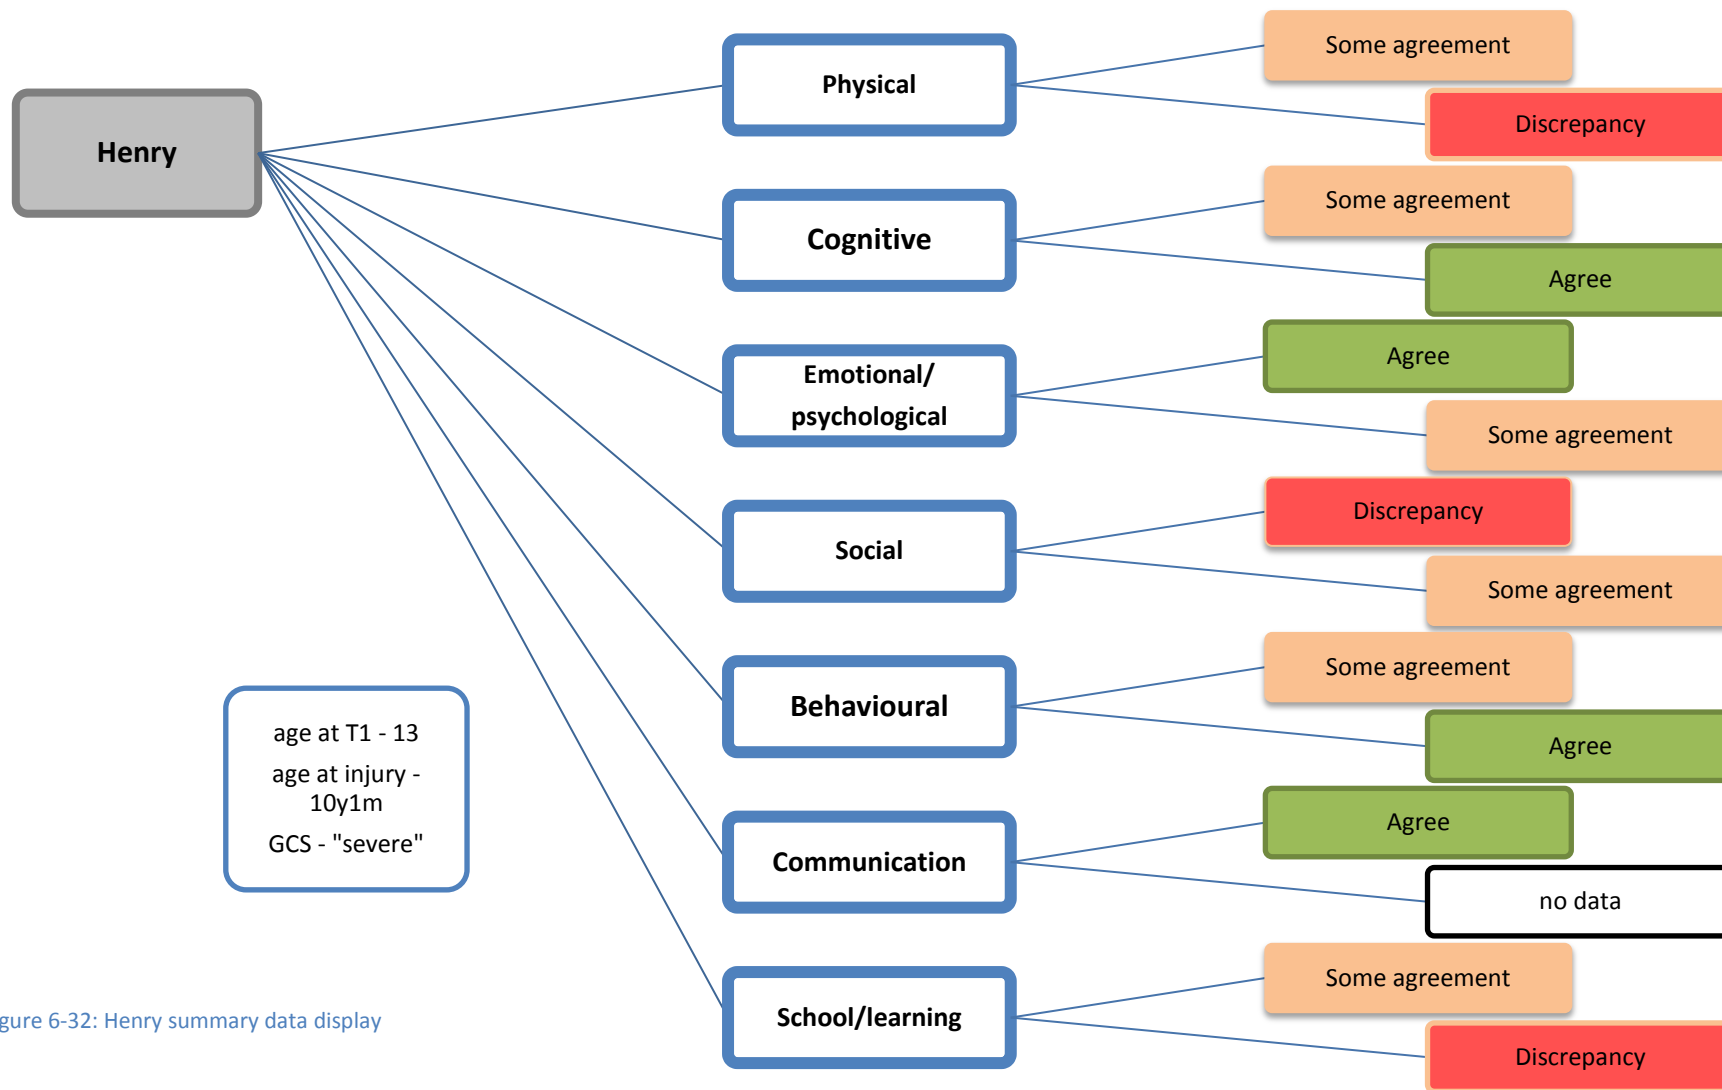 Henry
Physical
Some agreement
Discrepancy
Cognitive
Some agreement
Agree
Emotional/
psychological
Agree
Some agreement
Social
Discrepancy
Some agreement
Behavioural
Some agreement
Agree
Communication
Agree
no data
School/learning
Some agreement
Discrepancy
age at T1 - 13
age at injury -
10y1m
GCS - "severe"
gure 6-32: Henry summary data display